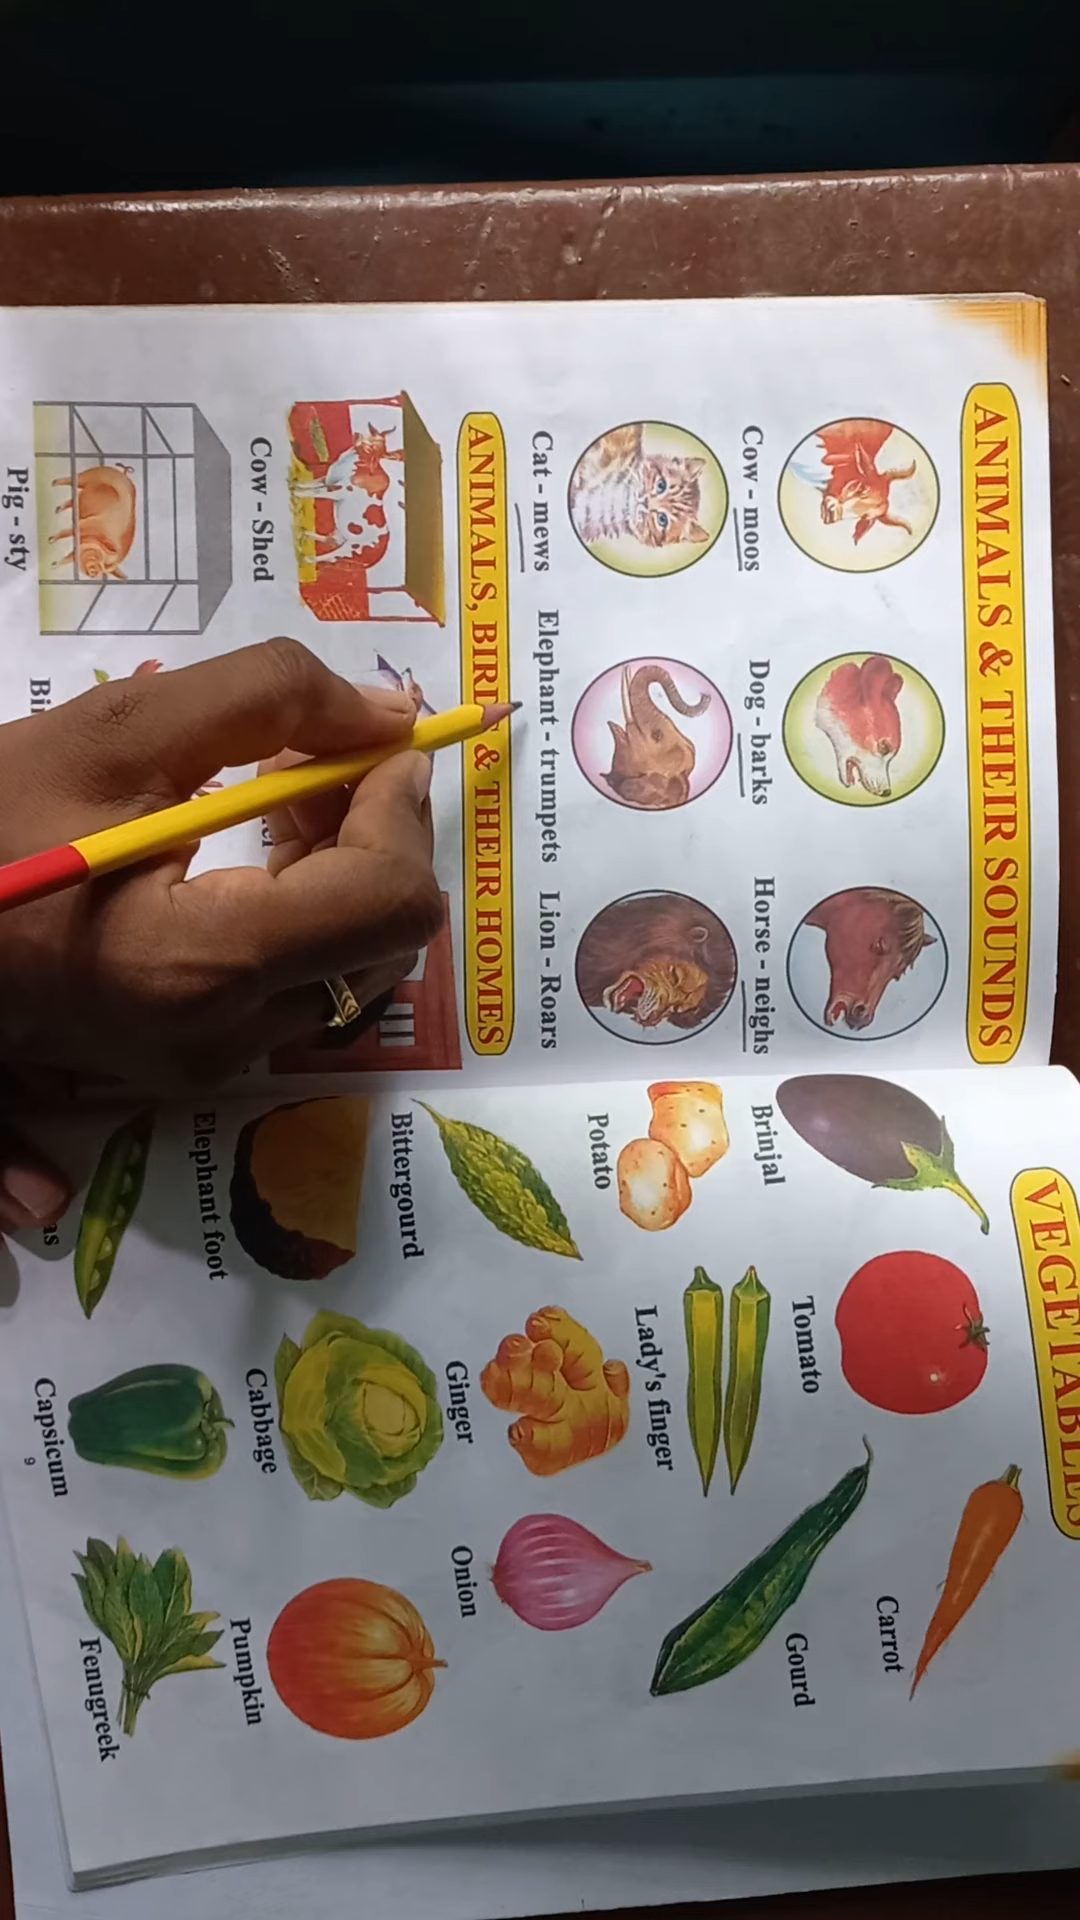 ANIMALS & THEIR SOUNDS
Cow - moos Dog - barks Horse - neighs
Cat - mews Elephant - trumpets Lion - Roars
ANIMALS, BIRDS & THEIR HOMES
Cow - Shed
Pig - sty
VEGETABLES
Brinjal Tomato Carrot
Potato Lady's finger Gourd
Bittergourd Ginger Onion
Elephant foot Cabbage Pumpkin
Capsicum Fenugreek
9